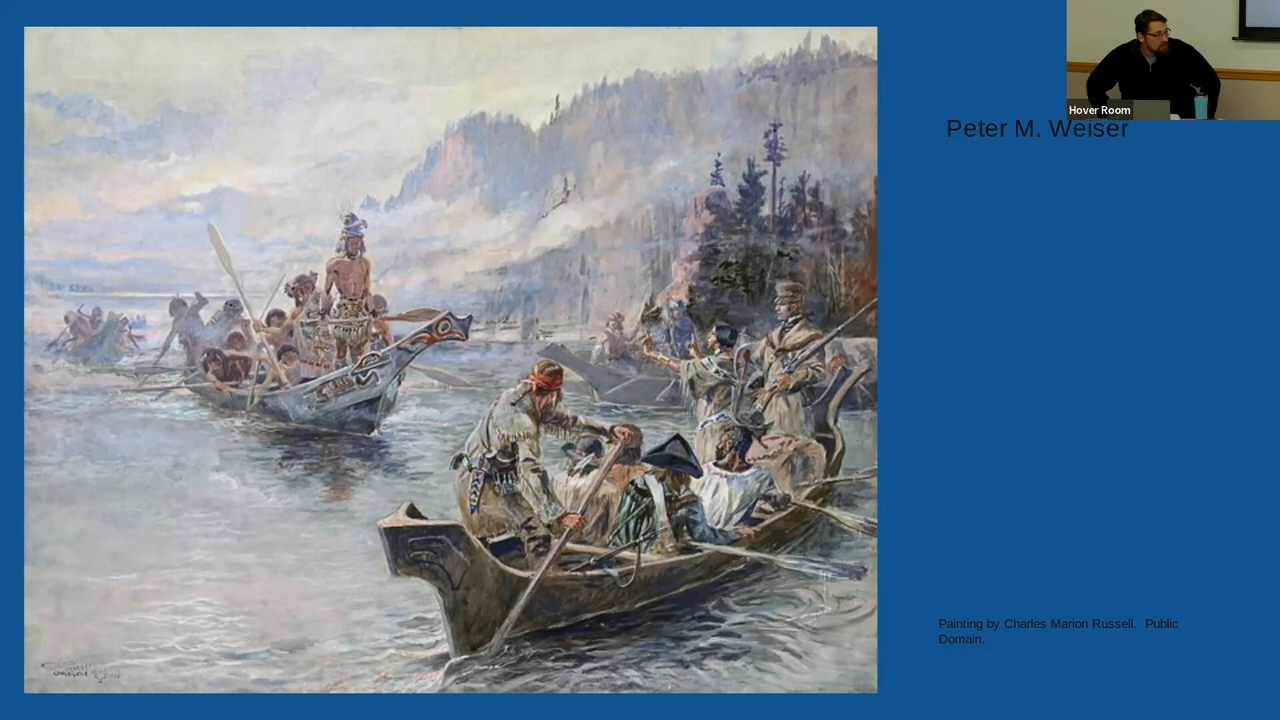 Hover Room
Peter M. Weiser
Painting by Charles Marion Russell.  Public
Domain.